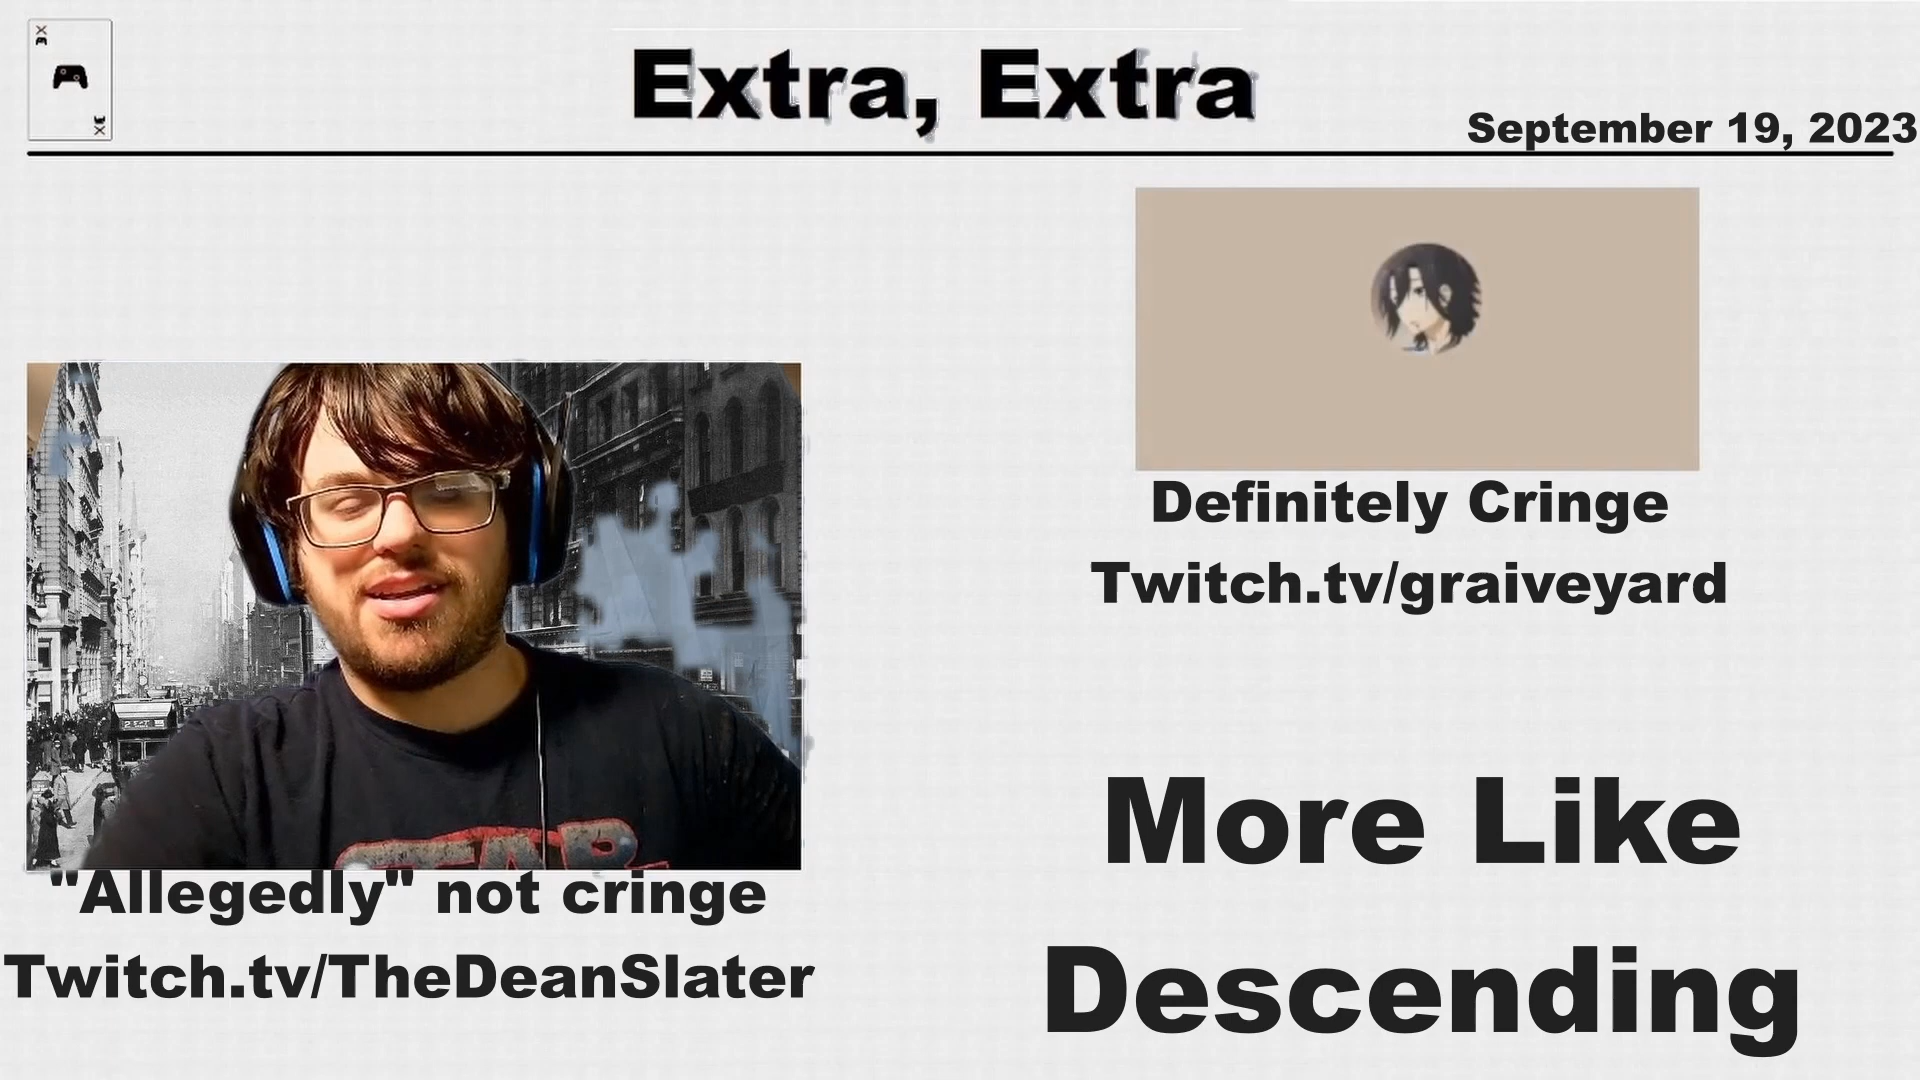 Extra, Extra
September 19, 2023
"Allegedly" not cringe
Twitch.tv/TheDeanSlater
Definitely Cringe
Twitch.tv/graiveyard
More Like
Descending
STAR
X
X